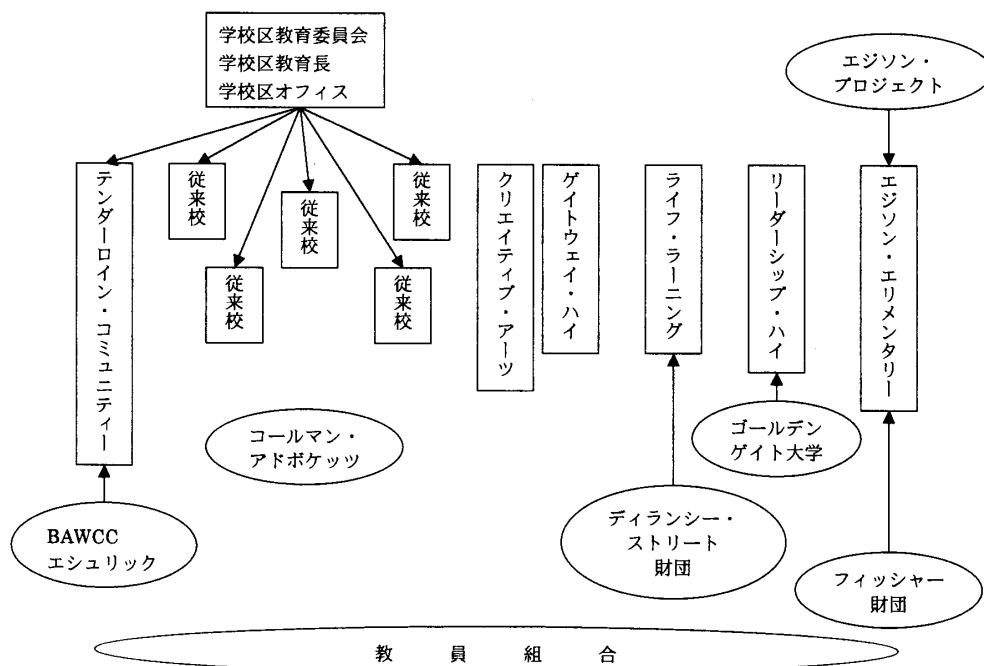 学校区教育委員会
学校区教育長
学校区オフィス
エジソン・
プロジェクト
テンダーロイン・コミュニティー
従来校
従来校
従来校
従来校
従来校
クリエイティブ・アーツ
ゲイトウェイ・ハイ
ライフ・ラーニング
リーダーシップ・ハイ
エジソン・エリメンタリー
コールマン・
アドボケッツ
ゴールデン
ゲイト大学
BAWCC
エシュリック
ディランシー・
ストリート
財団
フィッシャー
財団
教員組合